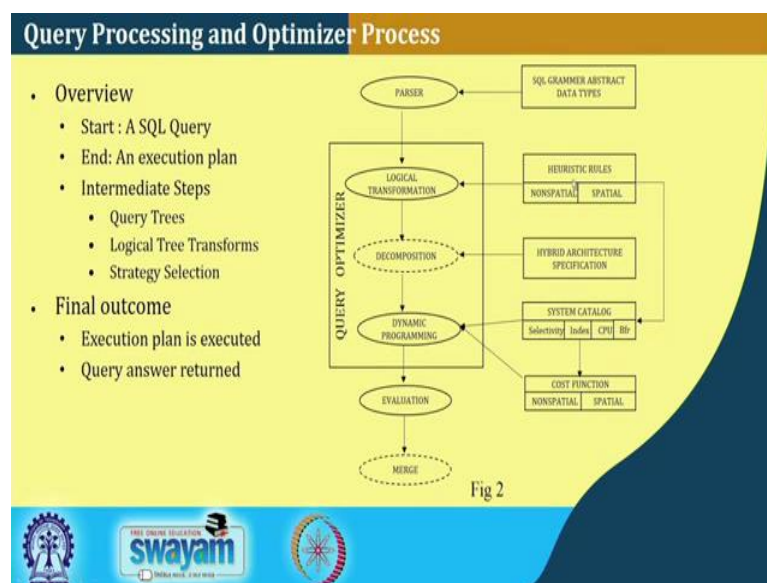 Query Processing and Optimizer Process
• Overview
• Start : A SQL Query
• End: An execution plan
• Intermediate Steps
• Query Trees
• Logical Tree Transforms
• Strategy Selection
• Final outcome
• Execution plan is executed
• Query answer returned
PARSER
SQL GRAMMER ABSTRACT
DATA TYPES
QUERY OPTIMIZER
LOGICAL
TRANSFORMATION
HEURISTIC RULES
NONSPATIAL SPATIAL
DECOMPOSITION
HYBRID ARCHITECTURE
SPECIFICATION
DYNAMIC
PROGRAMMING
SYSTEM CATALOG
Selectivity Index CPU Bfr
COST FUNCTION
NONSPATIAL SPATIAL
EVALUATION
MERGE
Fig 2
FREE ONLINE EDUCATION
swayam